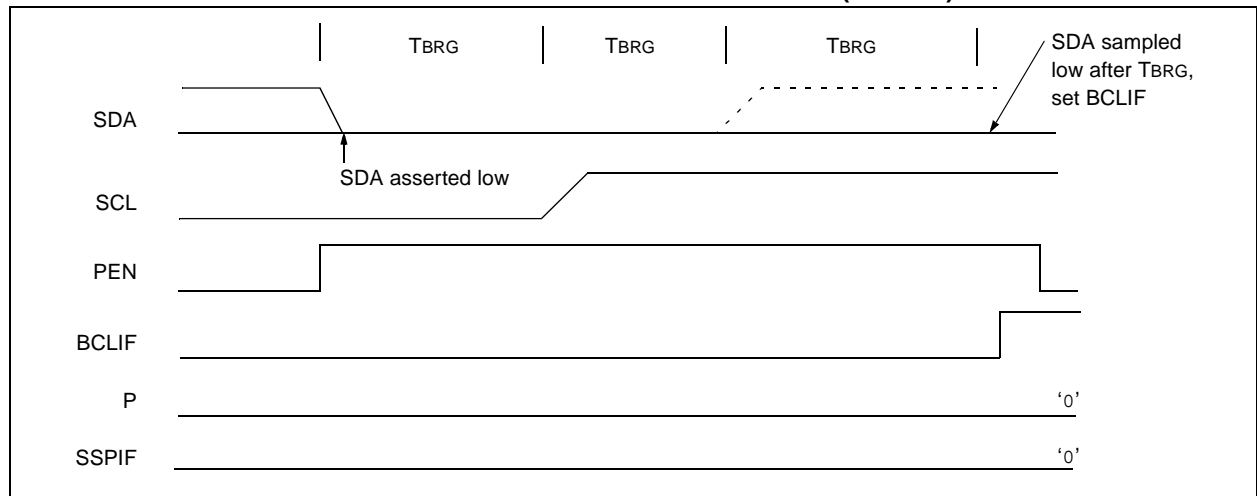 TBRG TBRG TBRG
SDA sampled
low after TBRG,
set BCLIF
SDA
SDA asserted low
SCL
PEN
BCLIF
P '0'
SSPIF '0'